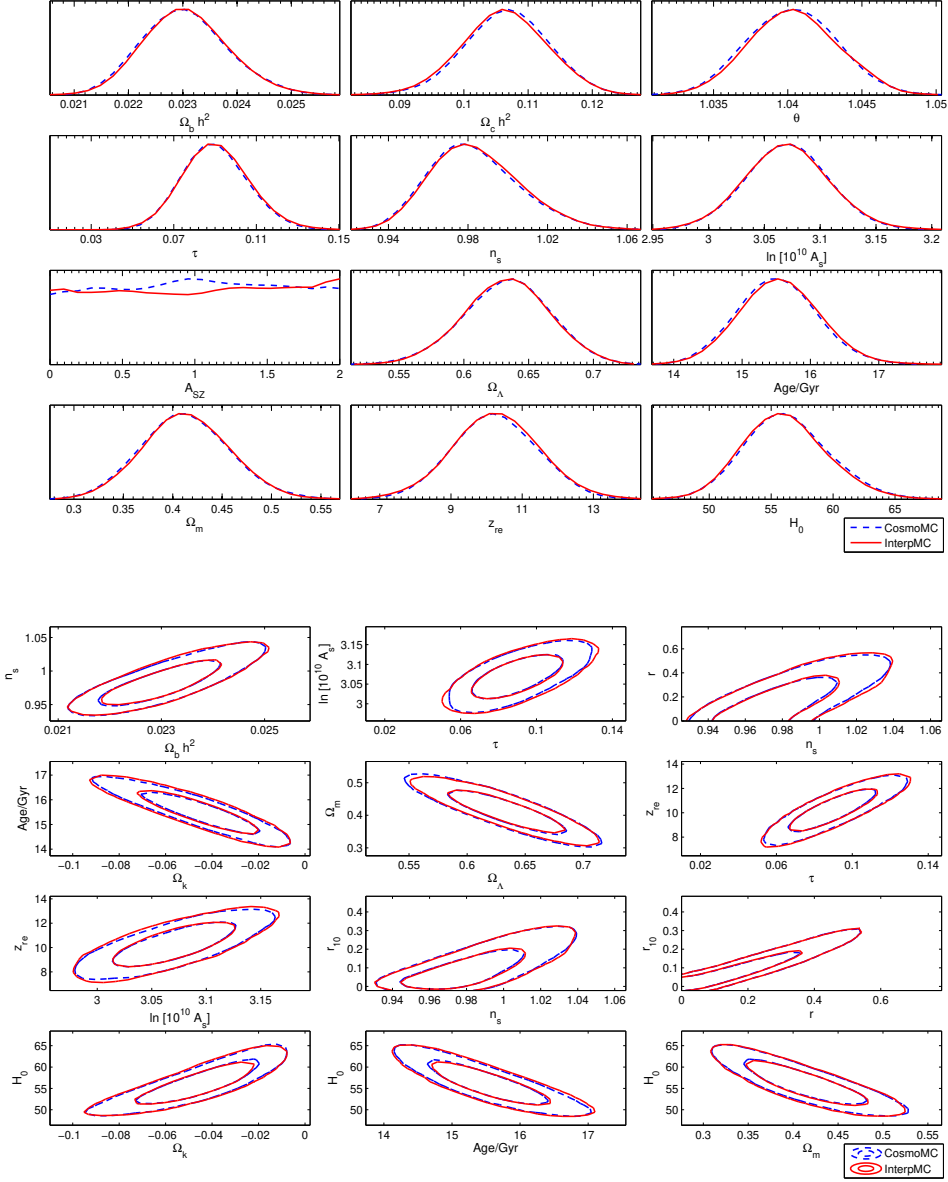 0.021 0.022 0.023 0.024 0.025
Ω_b h²
0.09 0.1 0.11 0.12
Ω_c h²
1.035 1.04 1.045 1.05
θ
0.03 0.07 0.11 0.15
τ
0.94 0.98 1.02 1.06
n_s
2.95 3 3.05 3.1 3.15 3.2
ln [10¹⁰ A_s]
0 0.5 1 1.5 2
A_SZ
0.55 0.6 0.65 0.7
Ω_Λ
14 15 16 17
Age/Gyr
0.3 0.35 0.4 0.45 0.5 0.55
Ω_m
7 9 11 13
z_re
50 55 60 65
H_0
CosmoMC
InterpMC
n_s
1.05
1
0.95
0.021 0.023 0.025
Ω_b h²
ln [10¹⁰ A_s]
3.15
3.05
3
0.02 0.06 0.1 0.14
τ
r
0.6
0.4
0.2
0
0.94 0.96 0.98 1 1.02 1.04 1.06
n_s
Age/Gyr
17
16
15
14
−0.1 −0.08 −0.06 −0.04 −0.02 0
Ω_k
Ω_m
0.5
0.4
0.3
0.55 0.6 0.65 0.7
Ω_Λ
z_re
14
12
10
8
0.02 0.06 0.1 0.14
τ
z_re
14
12
10
8
3 3.05 3.1 3.15
ln [10¹⁰ A_s]
r_10
0.4
0.3
0.2
0.1
0
0.94 0.96 0.98 1 1.02 1.04 1.06
n_s
r_10
0.4
0.3
0.2
0.1
0
0 0.2 0.4 0.6
r
H_0
65
60
55
50
−0.1 −0.08 −0.06 −0.04 −0.02 0
Ω_k
H_0
65
60
55
50
14 15 16 17
Age/Gyr
H_0
65
60
55
50
0.3 0.35 0.4 0.45 0.5 0.55
Ω_m
CosmoMC
InterpMC